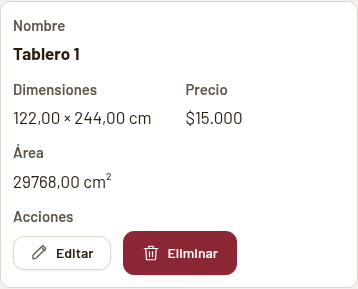 Nombre
Tablero 1
Dimensiones Precio
122,00 × 244,00 cm $15.000
Área
29768,00 cm²
Acciones
Editar Eliminar